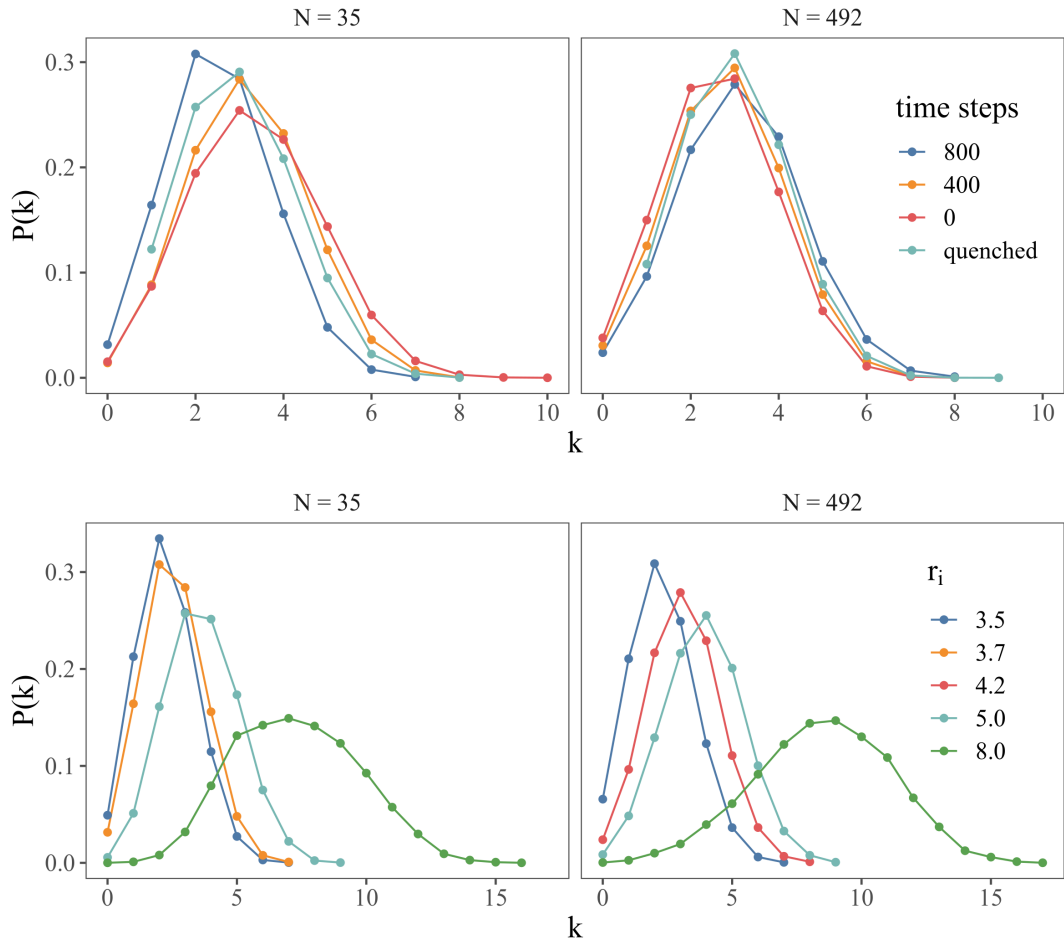 N = 35
N = 492
P(k)
0.3
0.2
0.1
0.0
time steps
800
400
0
quenched
0 2 4 6 8 10
0 2 4 6 8 10
k
N = 35
N = 492
P(k)
0.3
0.2
0.1
0.0
r_i
3.5
3.7
4.2
5.0
8.0
0 5 10 15
0 5 10 15
k